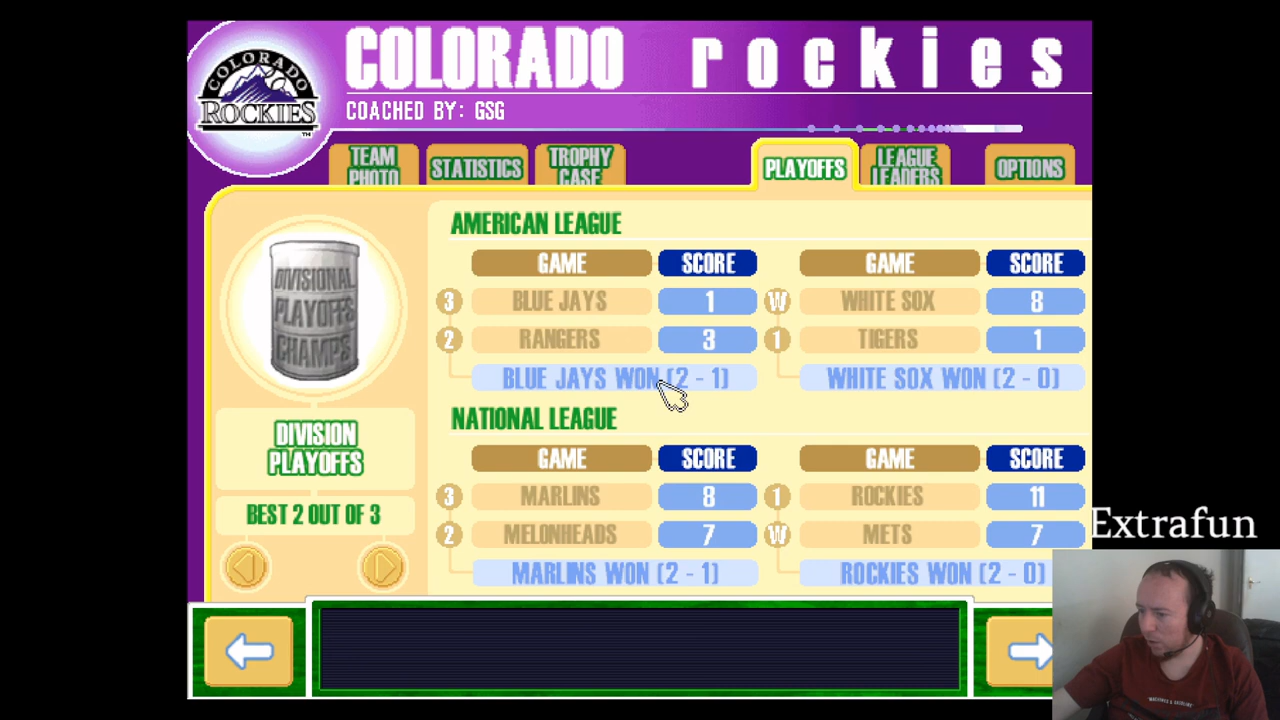 COLORADO rockies
COLORADO
ROCKIES
COACHED BY: GSG
TEAM PHOTO
STATISTICS
TROPHY CASE
PLAYOFFS
LEAGUE LEADERS
OPTIONS
DIVISIONAL
PLAYOFFS
CHAMPS
DIVISION
PLAYOFFS
BEST 2 OUT OF 3
AMERICAN LEAGUE
GAME SCORE GAME SCORE
3 BLUE JAYS 1 W WHITE SOX 8
2 RANGERS 3 1 TIGERS 1
BLUE JAYS WON (2 - 1) WHITE SOX WON (2 - 0)
NATIONAL LEAGUE
GAME SCORE GAME SCORE
3 MARLINS 8 1 ROCKIES 11
2 MELONHEADS 7 W METS 7
MARLINS WON (2 - 1) ROCKIES WON (2 - 0)
Extrafun